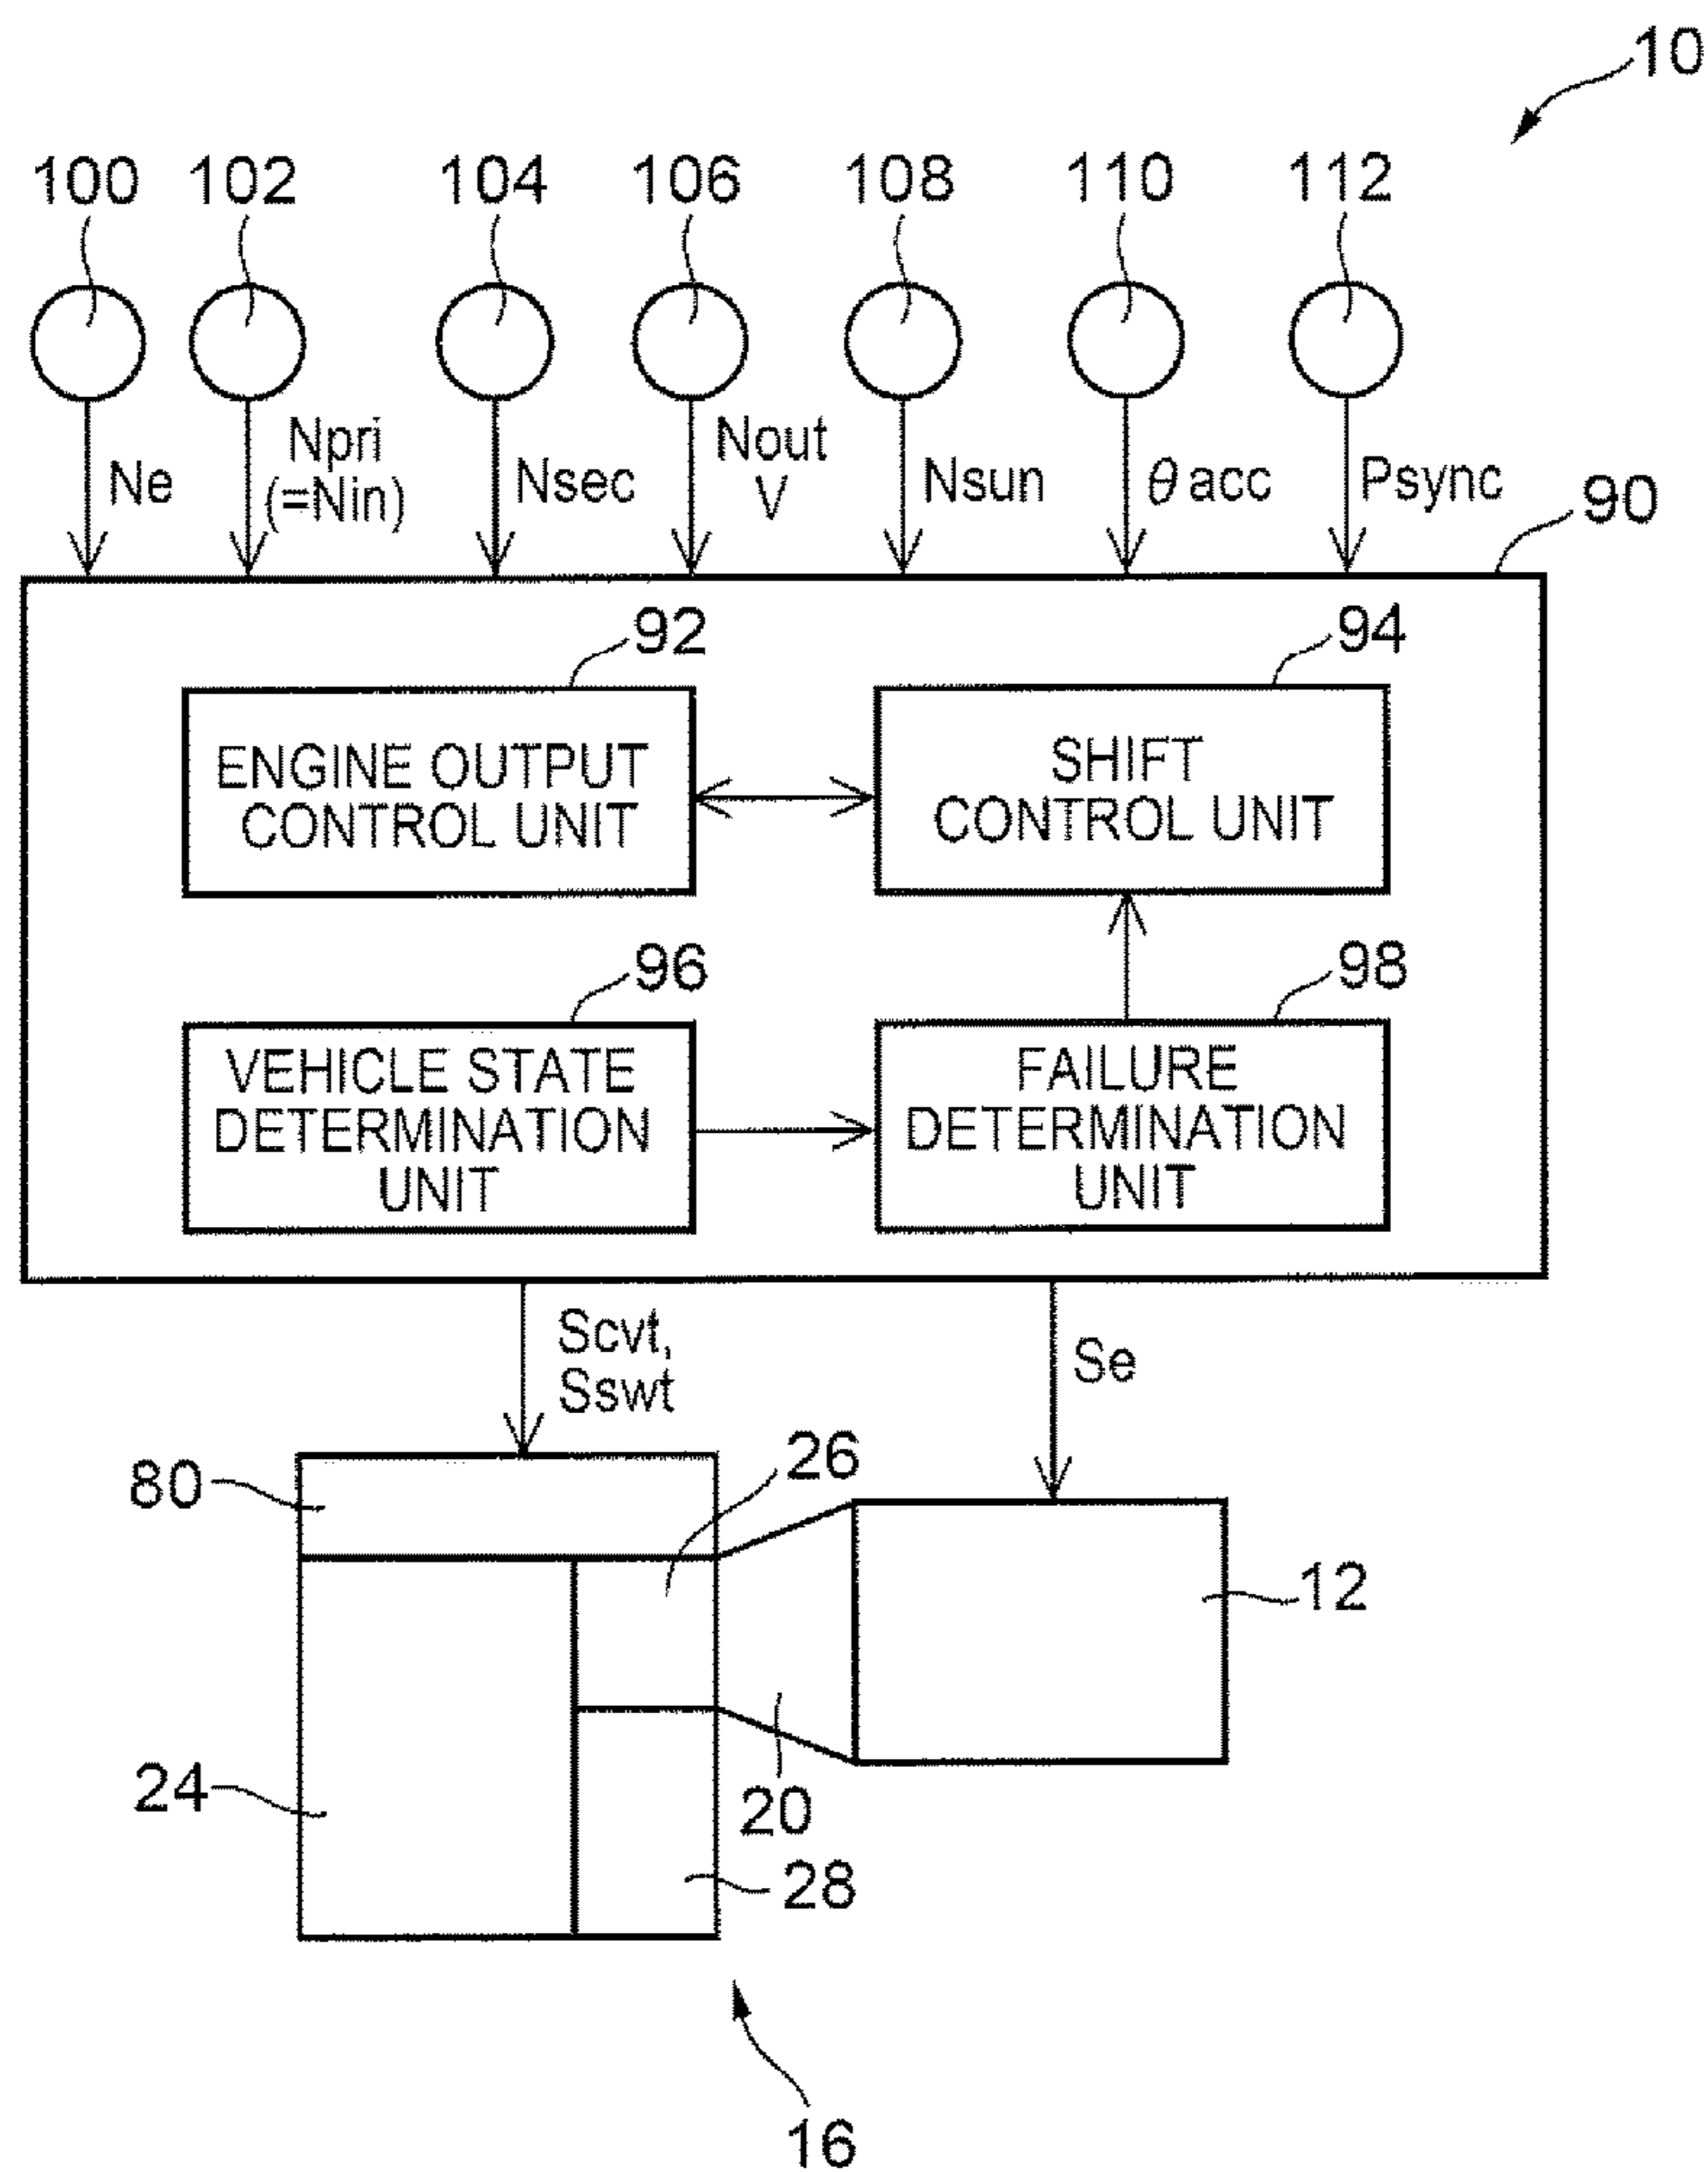 10
100 102 104 106 108 110 112
Ne
Npri
(=Nin)
Nsec
Nout
V
Nsun
θacc
Psync
90
92
ENGINE OUTPUT
CONTROL UNIT
94
SHIFT
CONTROL UNIT
96
VEHICLE STATE
DETERMINATION
UNIT
98
FAILURE
DETERMINATION
UNIT
Scvt,
Sswt
Se
80
26
12
24
20
28
16